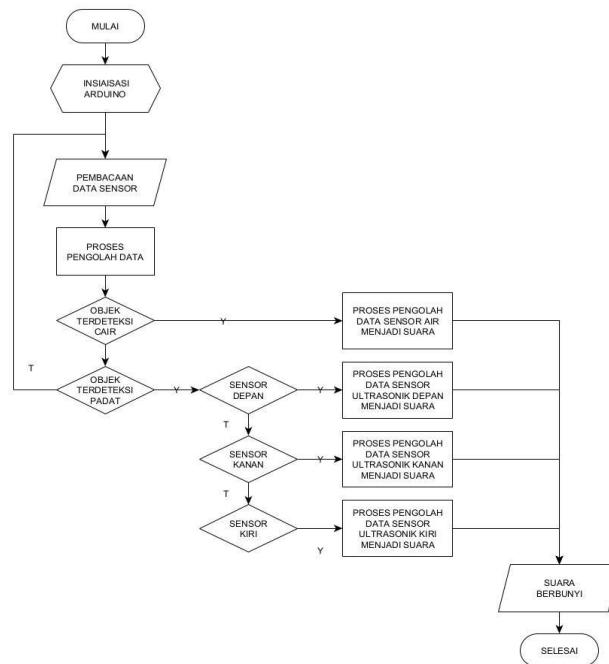 MULAI
INSIAISASI
ARDUINO
PEMBACAAN
DATA SENSOR
PROSES
PENGOLAH DATA
OBJEK
TERDETEKSI
CAIR
Y
PROSES PENGOLAH
DATA SENSOR AIR
MENJADI SUARA
T
OBJEK
TERDETEKSI
PADAT
Y
SENSOR
DEPAN
Y
PROSES PENGOLAH
DATA SENSOR
ULTRASONIK DEPAN
MENJADI SUARA
T
SENSOR
KANAN
Y
PROSES PENGOLAH
DATA SENSOR
ULTRASONIK KANAN
MENJADI SUARA
T
SENSOR
KIRI
Y
PROSES PENGOLAH
DATA SENSOR
ULTRASONIK KIRI
MENJADI SUARA
SUARA
BERBUNYI
SELESAI